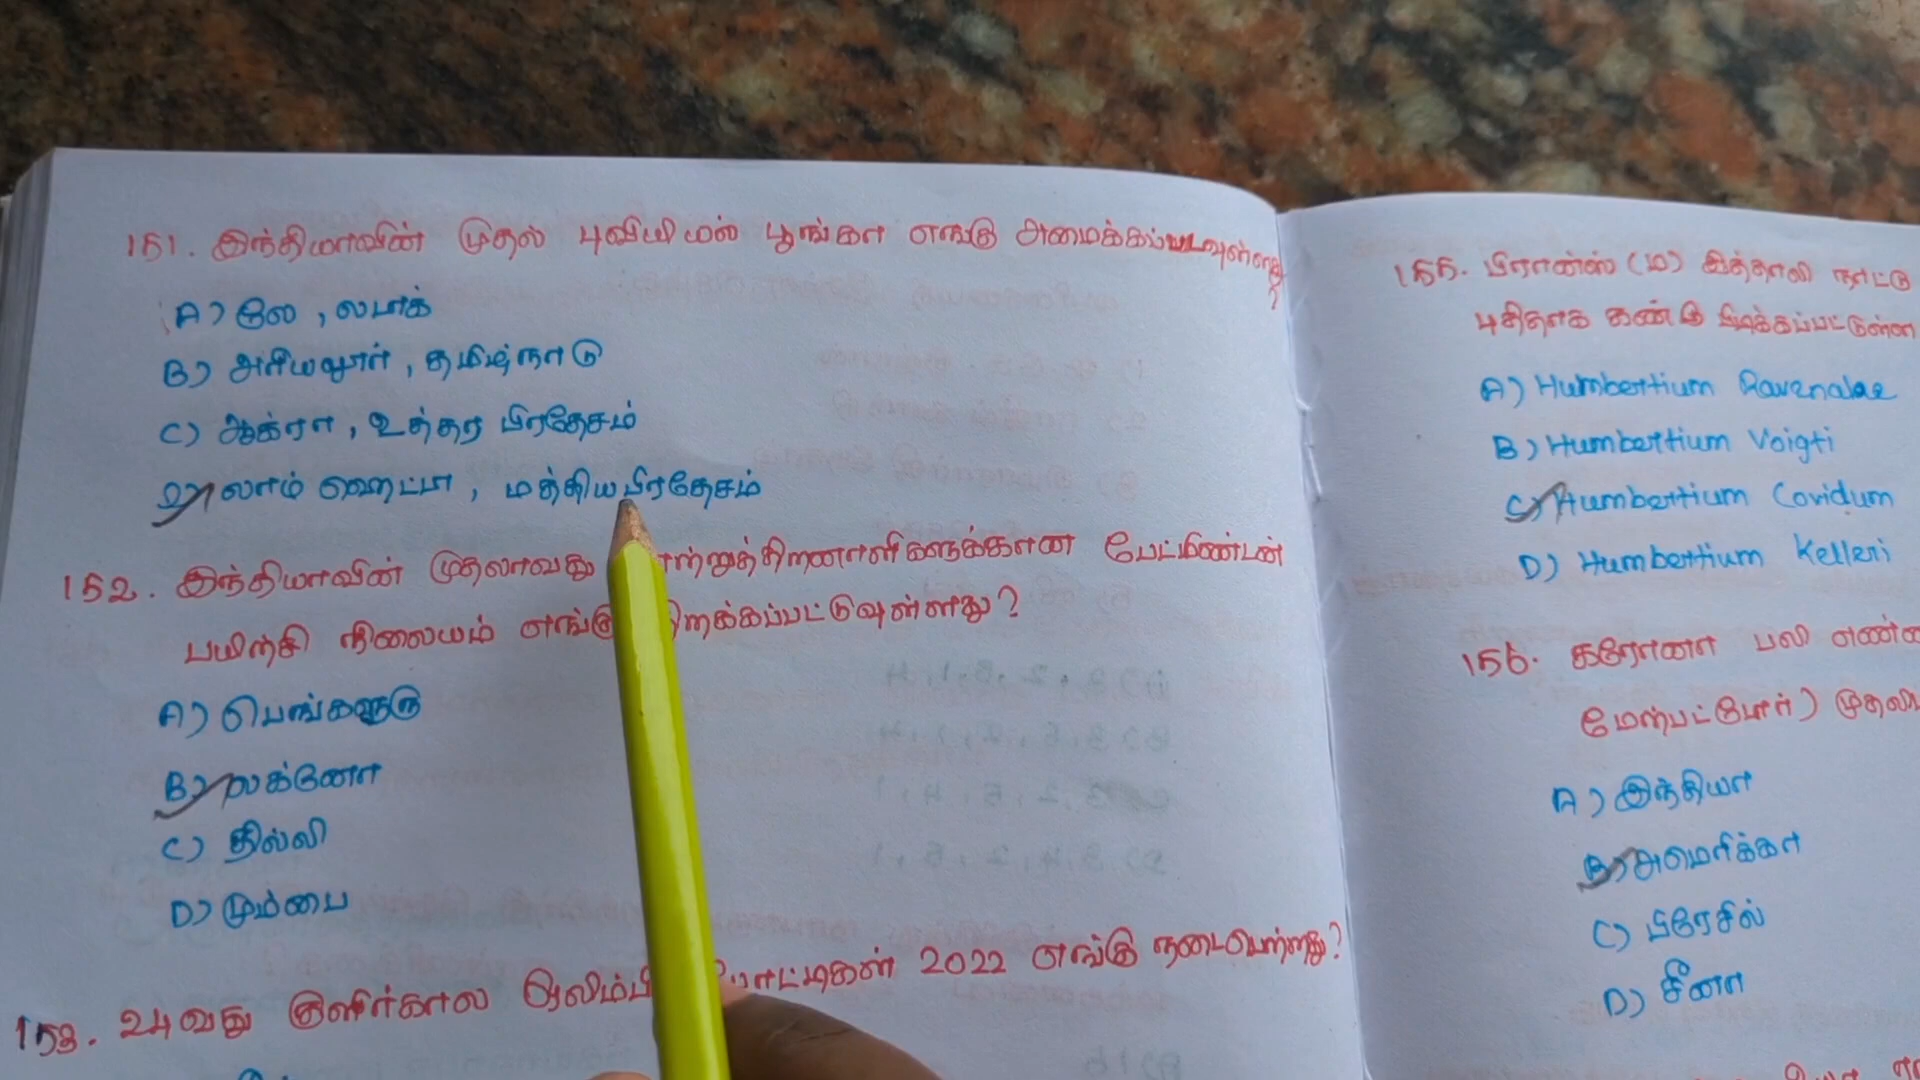 151. இந்தியாவின் முதல் புவியியல் பூங்கா எங்கு அமைக்கப்படவுள்ளது?
A) லே, லடாக்
B) அரியலூர், தமிழ்நாடு
C) ஆக்ரா, உத்தர பிரதேசம்
D) லாம் ஹெட்டா, மத்தியபிரதேசம்
152. இந்தியாவின் முதலாவது மாற்றுத்திறனாளிகளுக்கான பேட்மிண்டன்
பயிற்சி நிலையம் எங்கு திறக்கப்பட்டுவுள்ளது?
A) பெங்களூரு
B) லக்னோ
C) தில்லி
D) மும்பை
153. 24வது குளிர்கால ஒலிம்பிக் போட்டிகள் 2022 எங்கு நடைபெற்றது?
155. பிரான்ஸ் (ம) இத்தாலி நாட்டு
புதிதாக கண்டு பிடிக்கப்பட்டுள்ள
A) Humbertium Ravenalae
B) Humbertium Voigti
C) Humbertium Covidum
D) Humbertium Kelleri
156. கரோனா பலி எண்ண
மேற்பட்டோர்) முதலி
A) இந்தியா
B) அமெரிக்கா
C) பிரேசில்
D) சீனா